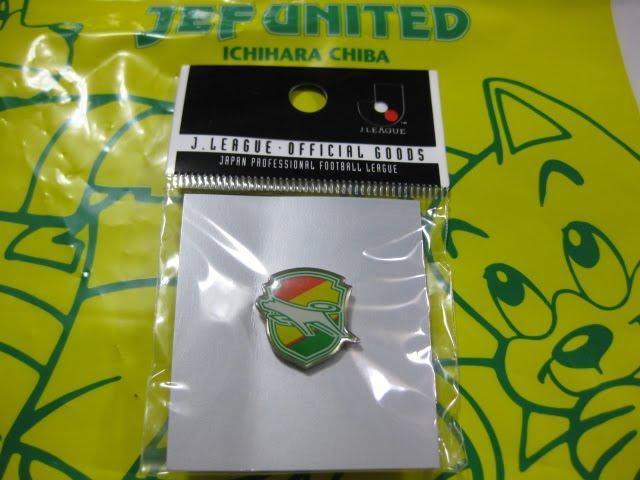 JEF UNITED
ICHIHARA CHIBA
J.LEAGUE
J.LEAGUE · OFFICIAL GOODS
JAPAN PROFESSIONAL FOOTBALL LEAGUE